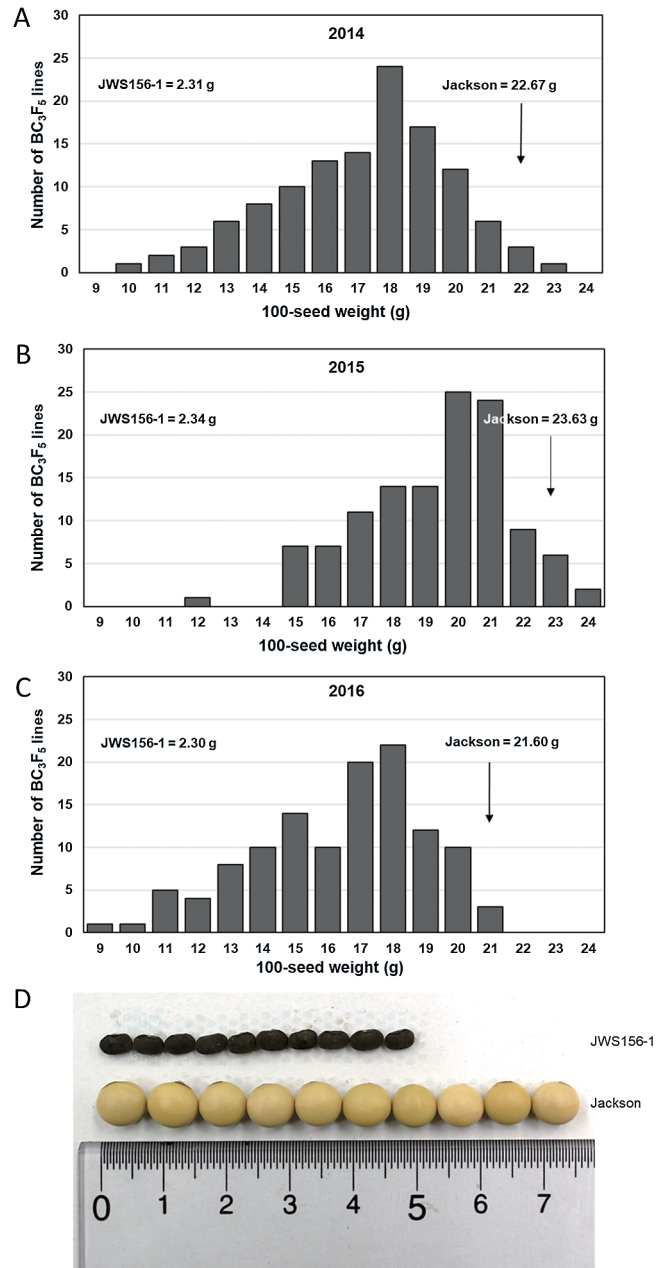 A
30
25
20
15
10
5
0
Number of BC3F5 lines
2014
JWS156-1 = 2.31 g
Jackson = 22.67 g
9 10 11 12 13 14 15 16 17 18 19 20 21 22 23 24
100-seed weight (g)
B
30
25
20
15
10
5
0
Number of BC3F5 lines
2015
JWS156-1 = 2.34 g
Jackson = 23.63 g
9 10 11 12 13 14 15 16 17 18 19 20 21 22 23 24
100-seed weight (g)
C
30
25
20
15
10
5
0
Number of BC3F5 lines
2016
JWS156-1 = 2.30 g
Jackson = 21.60 g
9 10 11 12 13 14 15 16 17 18 19 20 21 22 23 24
100-seed weight (g)
D
JWS156-1
Jackson
0 1 2 3 4 5 6 7